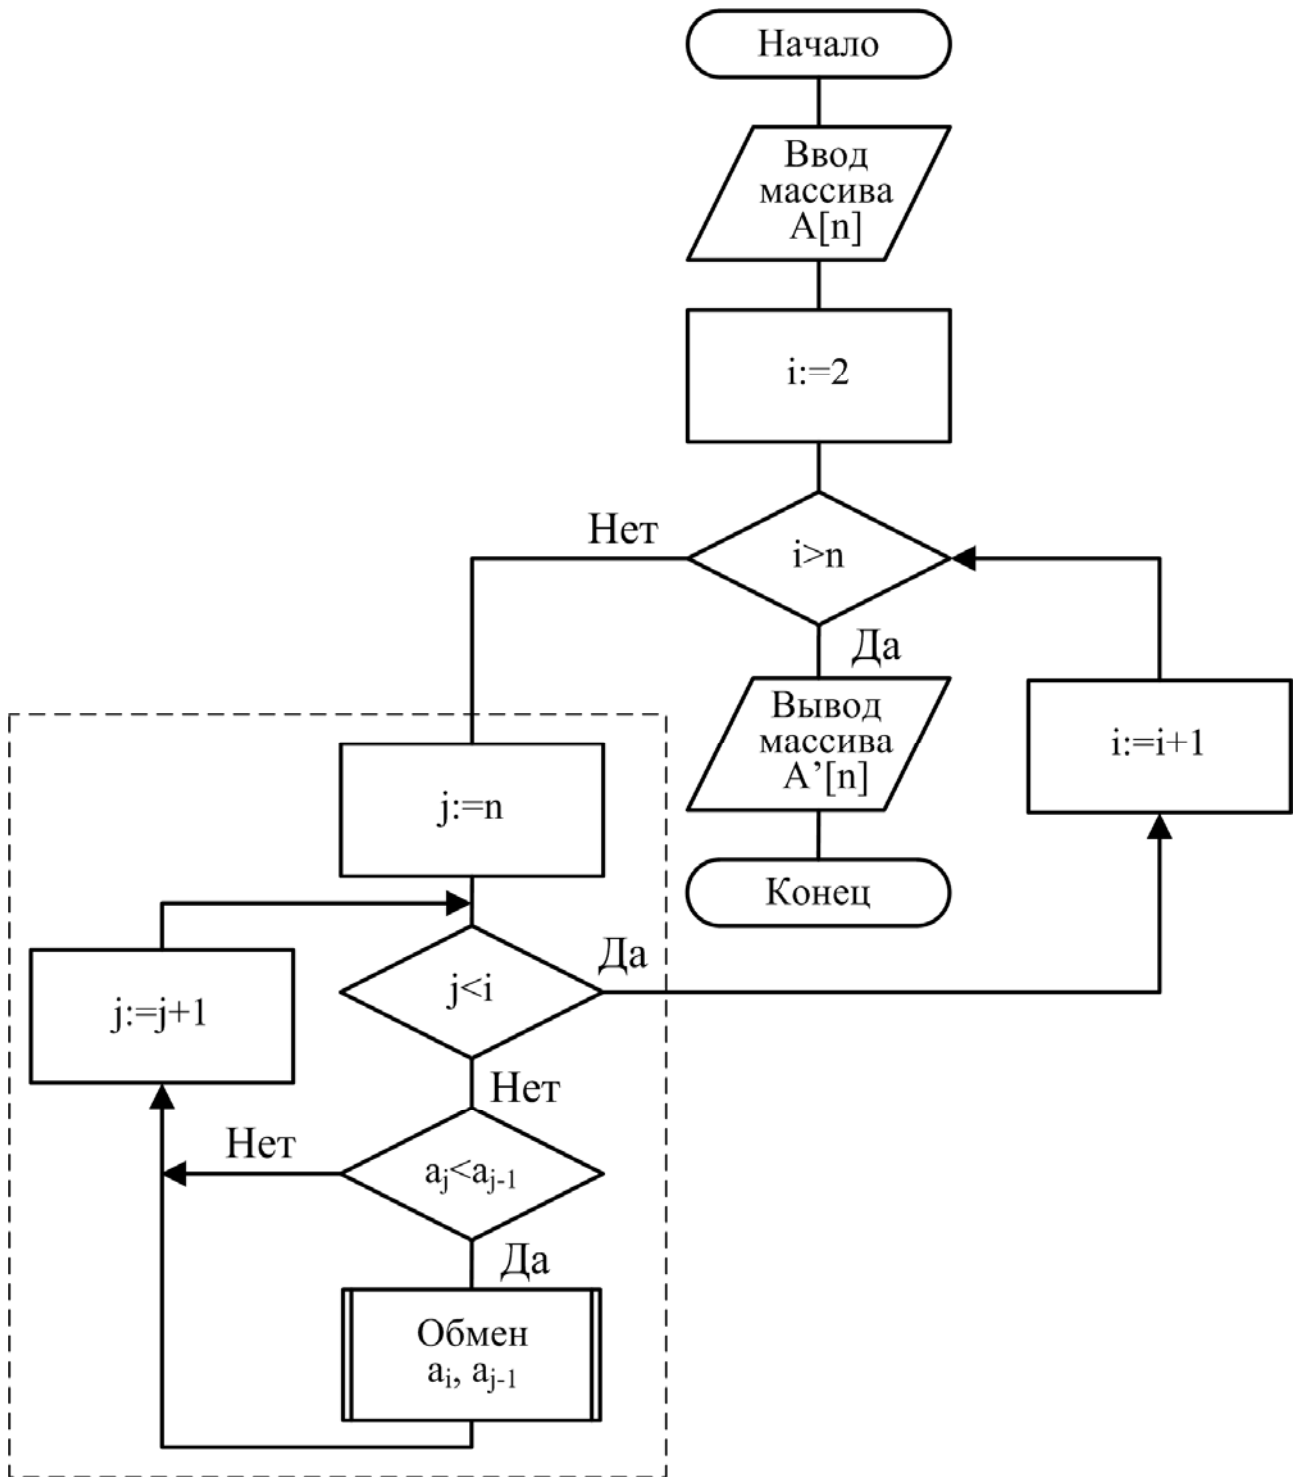 Начало
Ввод
массива
A[n]
i:=2
Нет
i>n
Да
Вывод
массива
A’[n]
i:=i+1
j:=n
Конец
Да
j<i
j:=j+1
Нет
Нет
aj<aj-1
Да
Обмен
ai, aj-1